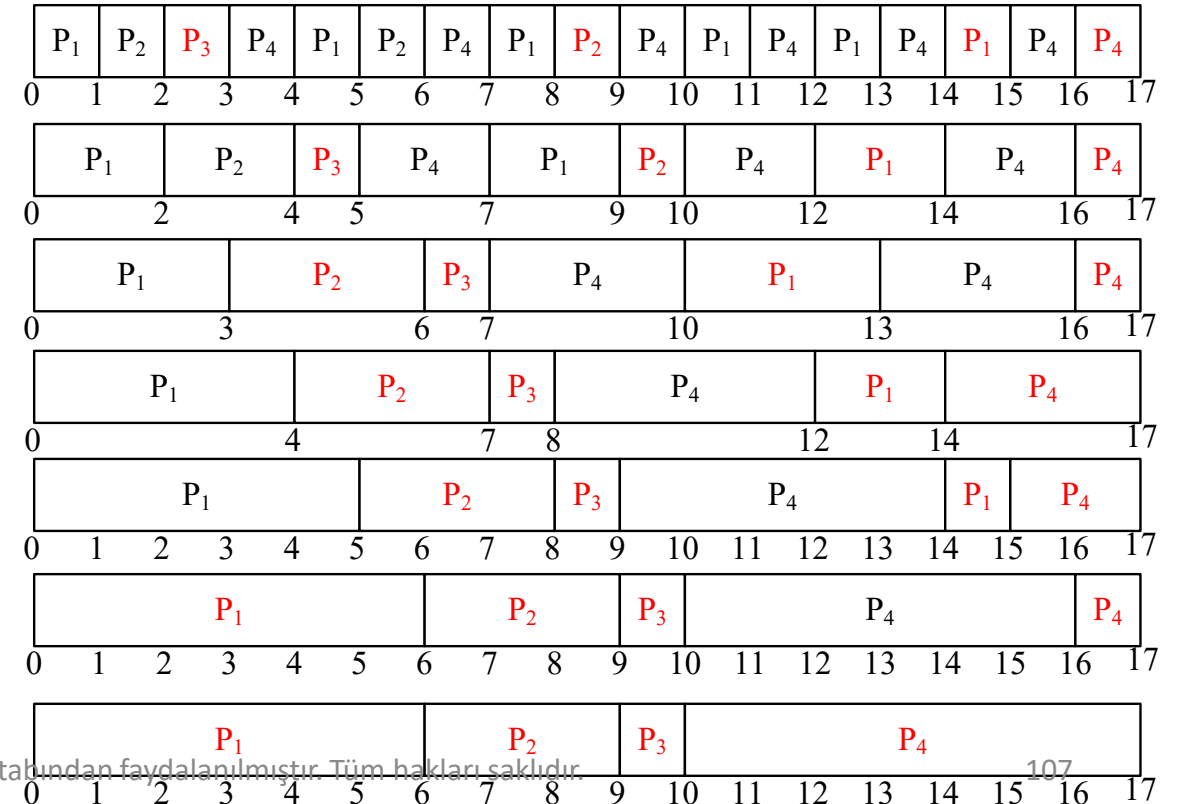 P₁ P₂ P₃ P₄ P₁ P₂ P₄ P₁ P₂ P₄ P₁ P₄ P₁ P₄ P₁ P₄ P₄
0 1 2 3 4 5 6 7 8 9 10 11 12 13 14 15 16 17
P₁ P₂ P₃ P₄ P₁ P₂ P₄ P₁ P₄ P₄
0 2 4 5 7 9 10 12 14 16 17
P₁ P₂ P₃ P₄ P₁ P₄ P₄
0 3 6 7 10 13 16 17
P₁ P₂ P₃ P₄ P₁ P₄
0 4 7 8 12 14 17
P₁ P₂ P₃ P₄ P₁ P₄
0 1 2 3 4 5 6 7 8 9 10 11 12 13 14 15 16 17
P₁ P₂ P₃ P₄ P₄
0 1 2 3 4 5 6 7 8 9 10 11 12 13 14 15 16 17
P₁ P₂ P₃ P₄
tabından faydalanılmıştır. Tüm hakları saklıdır. 107
0 1 2 3 4 5 6 7 8 9 10 11 12 13 14 15 16 17